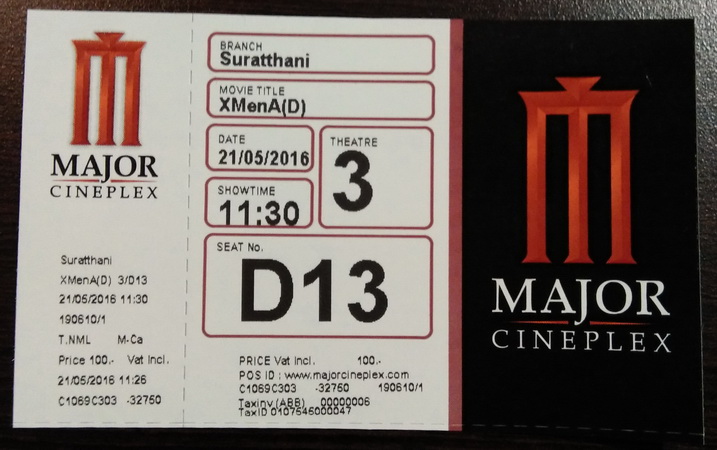 MAJOR
CINEPLEX
Suratthani
XMenA(D) 3/D13
21/05/2016 11:30
190610/1
T.NML M-Ca
Price 100.- Vat Incl.
21/05/2016 11:26
C1069C303 -32750
BRANCH
Suratthani
MOVIE TITLE
XMenA(D)
DATE
21/05/2016
SHOWTIME
11:30
THEATRE
3
SEAT No.
D13
PRICE Vat Incl. 100.-
POS ID : www.majorcineplex.com
C1069C303 -32750 190610/1
Taxinv.(ABB) 00000006
TaxID 0107545000047
MAJOR
CINEPLEX